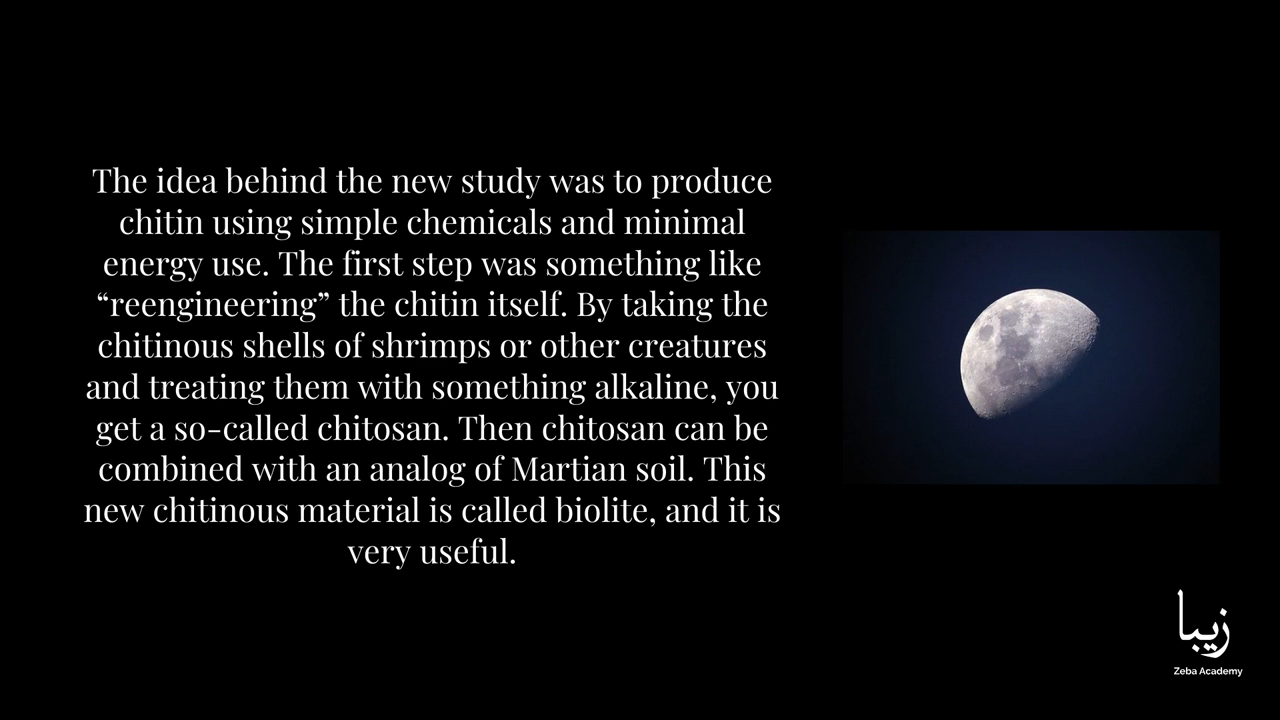 The idea behind the new study was to produce
chitin using simple chemicals and minimal
energy use. The first step was something like
“reengineering” the chitin itself. By taking the
chitinous shells of shrimps or other creatures
and treating them with something alkaline, you
get a so-called chitosan. Then chitosan can be
combined with an analog of Martian soil. This
new chitinous material is called biolite, and it is
very useful.
زیبا
Zeba Academy